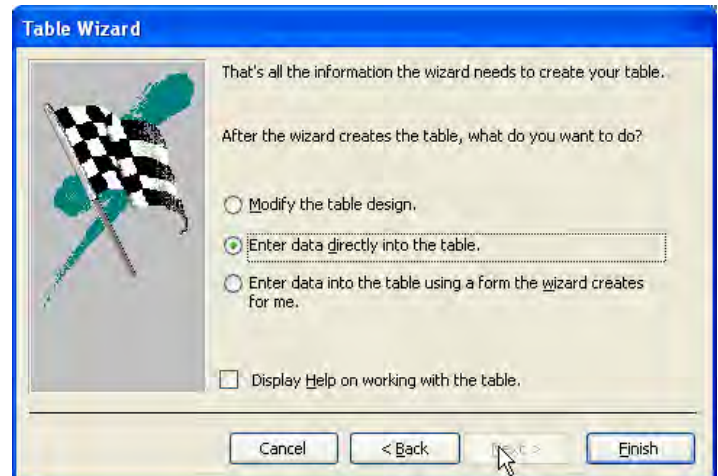 Table Wizard
That's all the information the wizard needs to create your table.
After the wizard creates the table, what do you want to do?
Modify the table design.
Enter data directly into the table.
Enter data into the table using a form the wizard creates
for me.
Display Help on working with the table.
Cancel
< Back
Next >
Finish